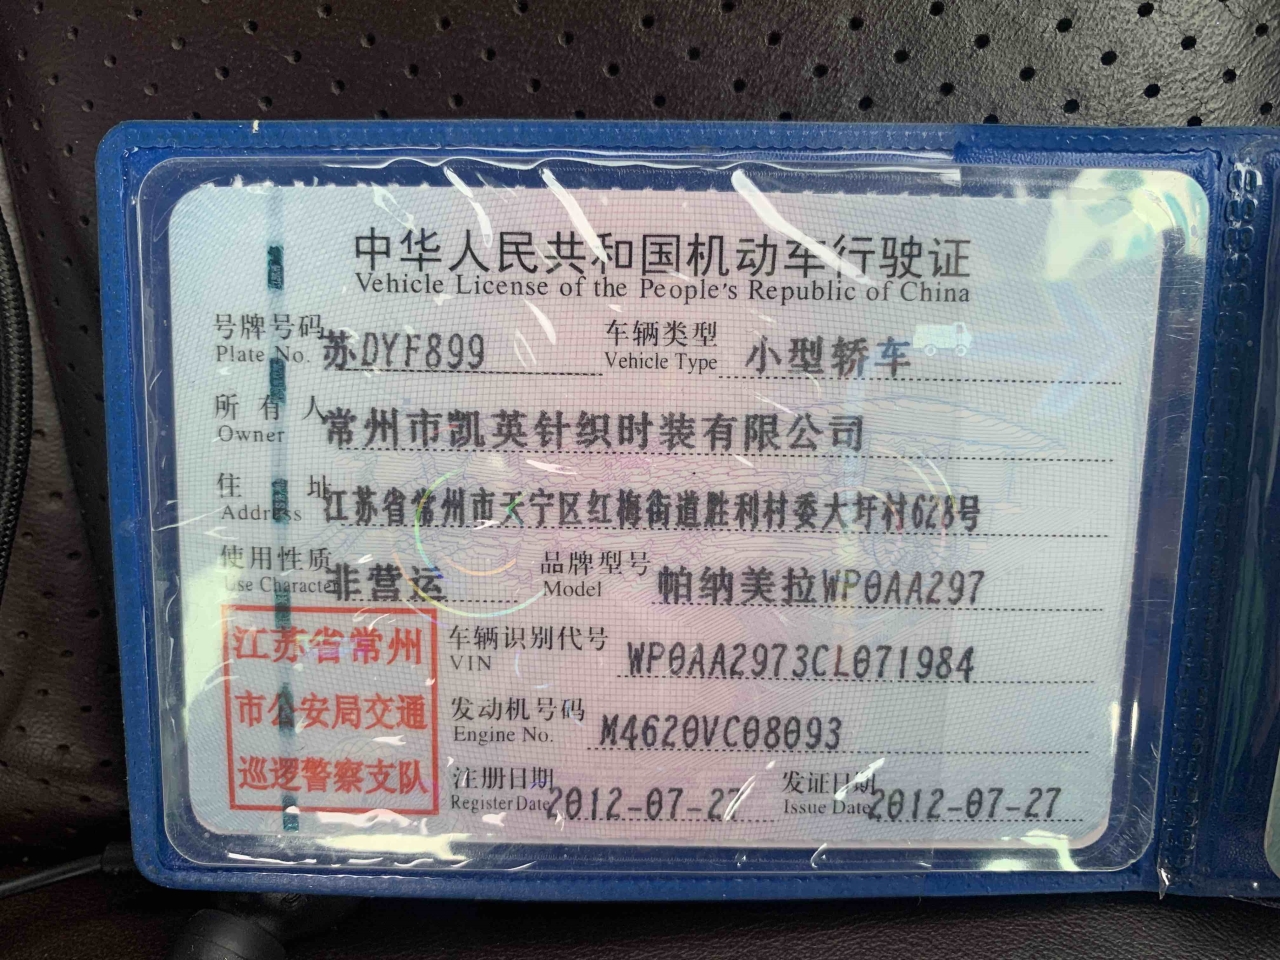 中华人民共和国机动车行驶证
Vehicle License of the People's Republic of China
号牌号码 苏DYF899 车辆类型 小型轿车
Plate No. Vehicle Type
所有人 常州市凯英针织时装有限公司
Owner
住址 江苏省常州市天宁区红梅街道胜利村委大圩村628号
Address
使用性质 非营运 品牌型号 帕纳美拉WP0AA297
Use Character Model
江苏省常州
市公安局交通
巡逻警察支队
车辆识别代号 WP0AA2973CL071984
VIN
发动机号码 M4620VC08093
Engine No.
注册日期 2012-07-27 发证日期 2012-07-27
Register Date Issue Date